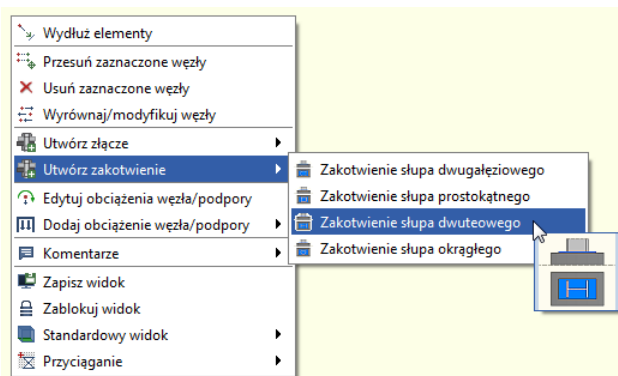 Wydłuż elementy
Przesuń zaznaczone węzły
Usuń zaznaczone węzły
Wyrównaj/modyfikuj węzły
Utwórz złącze
Utwórz zakotwienie
Edytuj obciążenia węzła/podpory
Dodaj obciążenie węzła/podpory
Komentarze
Zapisz widok
Zablokuj widok
Standardowy widok
Przyciąganie
Zakotwienie słupa dwugałęziowego
Zakotwienie słupa prostokątnego
Zakotwienie słupa dwuteowego
Zakotwienie słupa okrągłego